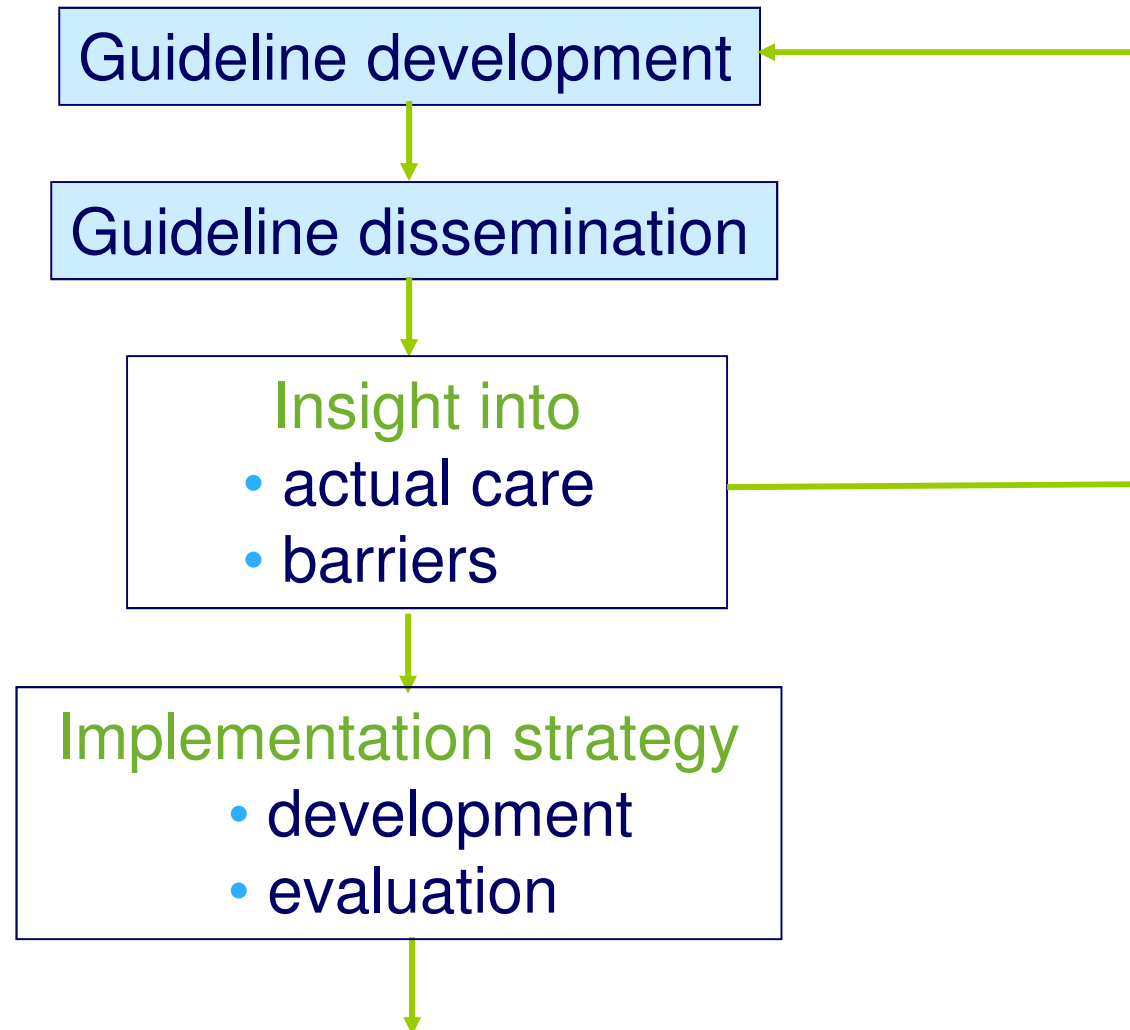 Guideline development
Guideline dissemination
Insight into
• actual care
• barriers
Implementation strategy
• development
• evaluation